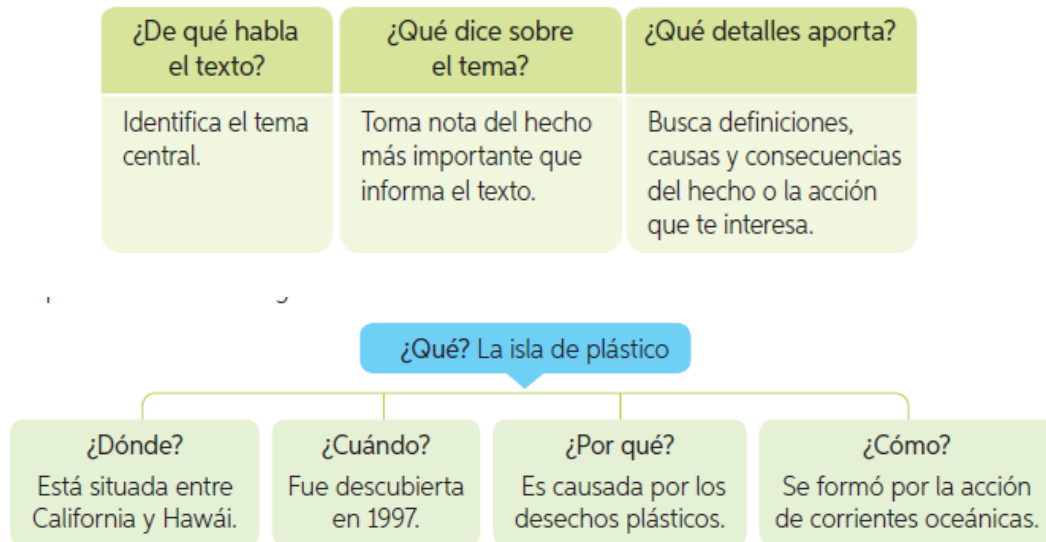 ¿De qué habla
el texto?
¿Qué dice sobre
el tema?
¿Qué detalles aporta?
Identifica el tema
central.
Toma nota del hecho
más importante que
informa el texto.
Busca definiciones,
causas y consecuencias
del hecho o la acción
que te interesa.
¿Qué? La isla de plástico
¿Dónde?
Está situada entre
California y Hawái.
¿Cuándo?
Fue descubierta
en 1997.
¿Por qué?
Es causada por los
desechos plásticos.
¿Cómo?
Se formó por la acción
de corrientes oceánicas.